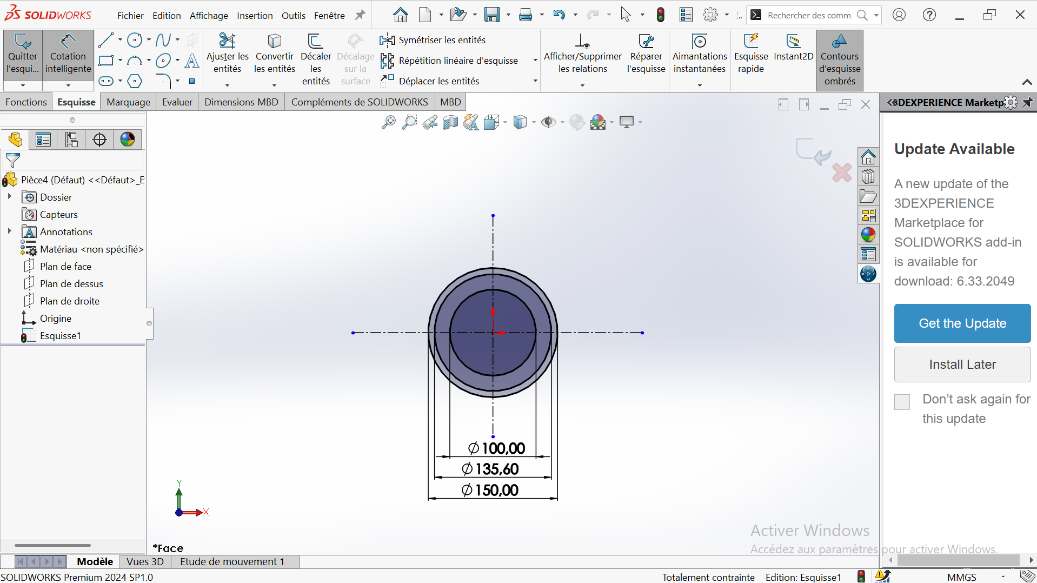 SOLIDWORKS
Fichier Edition Affichage Insertion Outils Fenêtre
Rechercher des comm
Quitter l'esqui...
Cotation intelligente
Ajuster les entités
Convertir les entités
Décaler les entités
Décalage sur la surface
Symétriser les entités
Répétition linéaire d'esquisse
Déplacer les entités
Afficher/Supprimer les relations
Réparer l'esquisse
Aimantations instantanées
Esquisse rapide
Instant2D
Contours d'esquisse ombrés
Fonctions Esquisse Marquage Evaluer Dimensions MBD Compléments de SOLIDWORKS MBD
3DEXPERIENCE Marketp
Pièce4 (Défaut) <<Défaut>_E
Dossier
Capteurs
Annotations
Matériau <non spécifié>
Plan de face
Plan de dessus
Plan de droite
Origine
Esquisse1
Update Available
A new update of the
3DEXPERIENCE
Marketplace for
SOLIDWORKS add-in
is available for
download: 6.33.2049
Get the Update
Install Later
Don't ask again for
this update
∅100,00
∅135,60
∅150,00
Y
X
*Face
Activer Windows
Accédez aux paramètres pour activer Windows.
Modèle Vues 3D Etude de mouvement 1
SOLIDWORKS Premium 2024 SP1.0
Totalement contrainte Edition: Esquisse1 MMGS